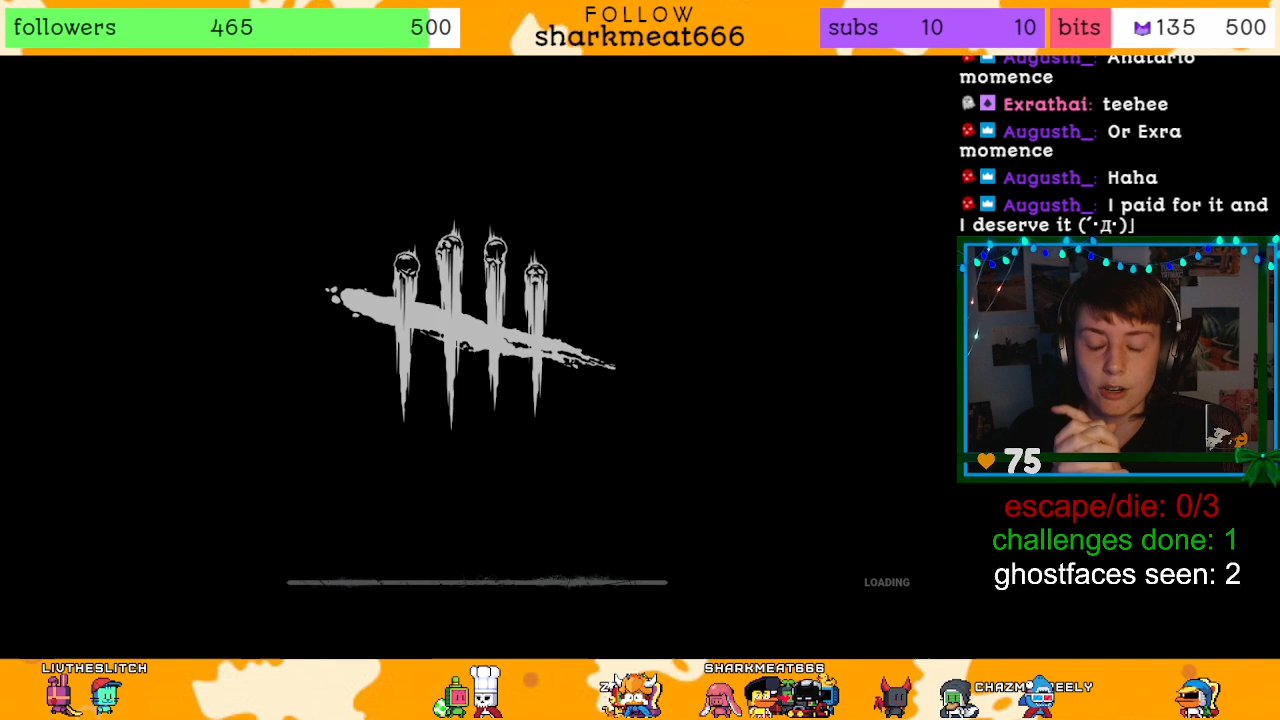 followers 465 500
FOLLOW
sharkmeat666
subs 10 10
bits 135 500
Augusth_: Anatario
momence
Exrathai: teehee
Augusth_: Or Exra
momence
Augusth_: Haha
Augusth_: I paid for it and
I deserve it (´･д･)」
75
escape/die: 0/3
challenges done: 1
ghostfaces seen: 2
LOADING
LIVTHESLITCH
SHARKMEAT666